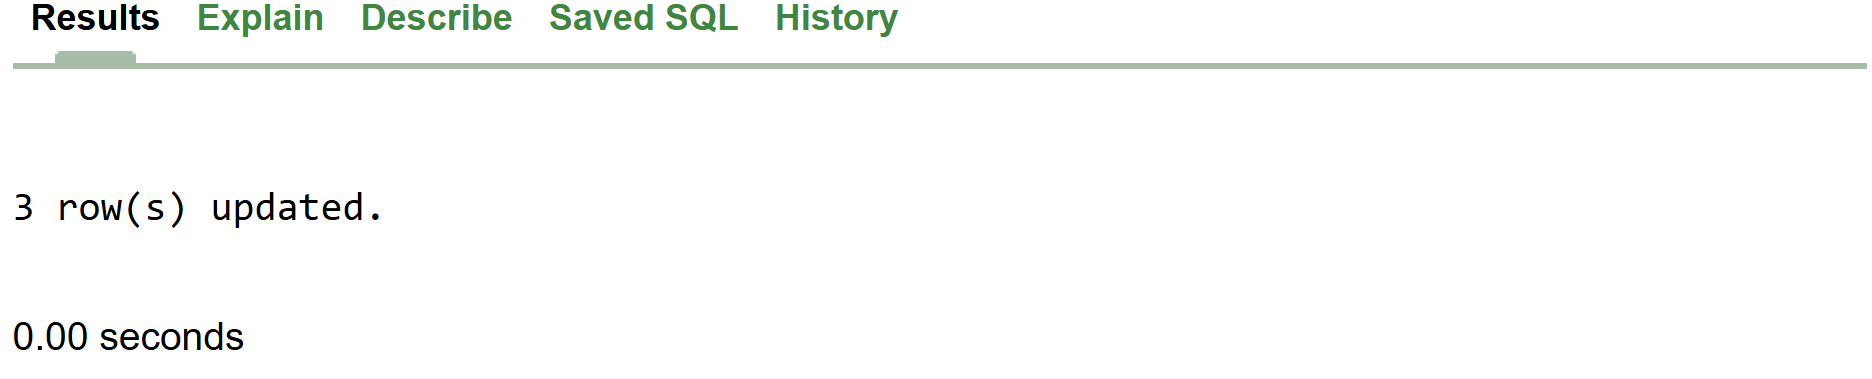 Results Explain Describe Saved SQL History
3 row(s) updated.
0.00 seconds